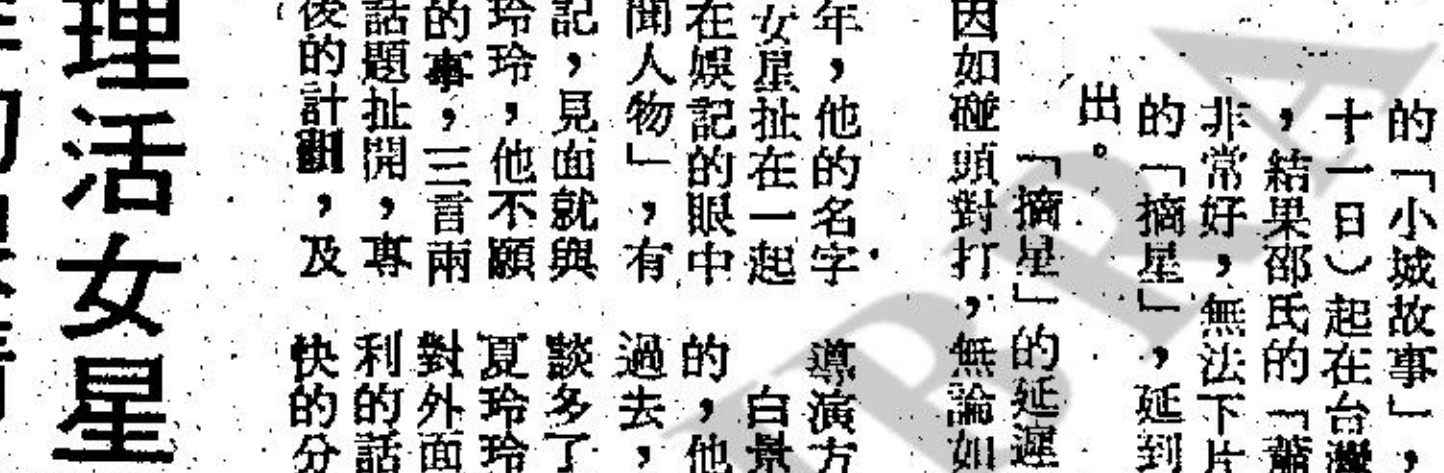 的「小城故事」,
十一日)起在台灣
,結果邵氏的「蕭
非常好,無法下片
的「摘星」,延到
出。
「摘星」的延遲
因如碰頭對打,無論如
年,他的名字
女星扯在一起
在娛記的眼中
聞人物」,有
記,見面就與
玲玲,他不願
的事,三言兩
話題扯開,專
後的計劃,及
導演方
白景
的,他
過去,
談多了
夏玲玲
對外面
利的話
快的分
理活女星